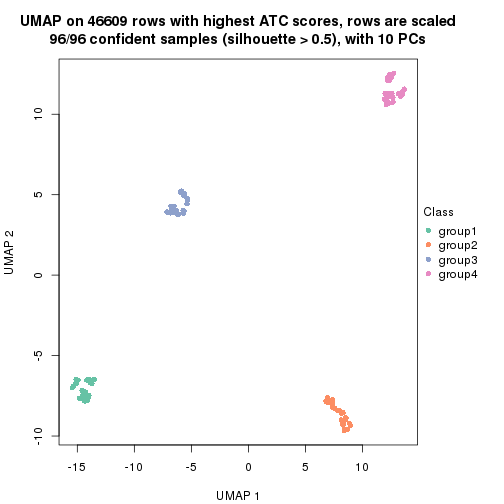 UMAP on 46609 rows with highest ATC scores, rows are scaled
96/96 confident samples (silhouette > 0.5), with 10 PCs
10
5
0
-5
-10
UMAP 2
-15
-10
-5
0
5
10
UMAP 1
Class
group1
group2
group3
group4